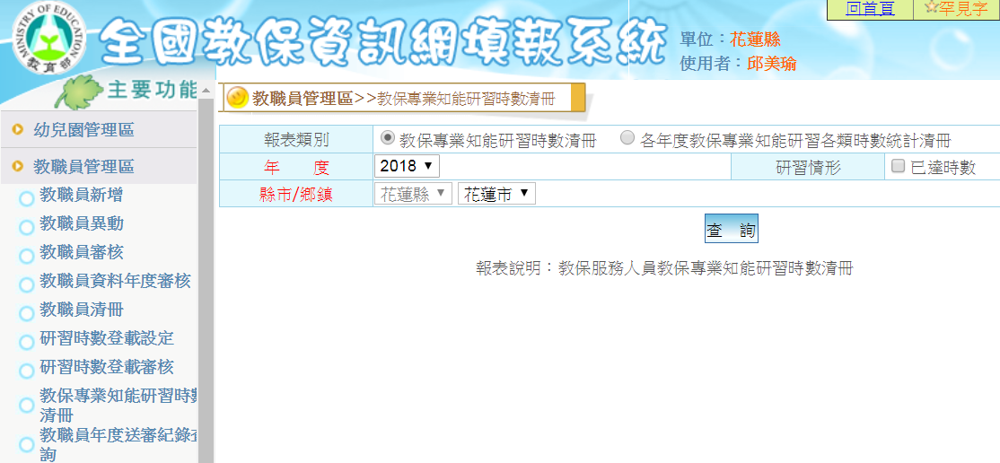 MINISTRY OF EDUCATION
教育部
全國教保資訊網填報系統
回首頁 ☆罕見字
單位：花蓮縣
使用者：邱美瑜
主要功能
幼兒園管理區
教職員管理區
教職員新增
教職員異動
教職員審核
教職員資料年度審核
教職員清冊
研習時數登載設定
研習時數登載審核
教保專業知能研習時數
清冊
教職員年度送審紀錄查
詢
教職員管理區>>教保專業知能研習時數清冊
報表類別 教保專業知能研習時數清冊 各年度教保專業知能研習各類時數統計清冊
年 度 2018 研習情形 已達時數
縣市/鄉鎮 花蓮縣 花蓮市
查 詢
報表說明：教保服務人員教保專業知能研習時數清冊